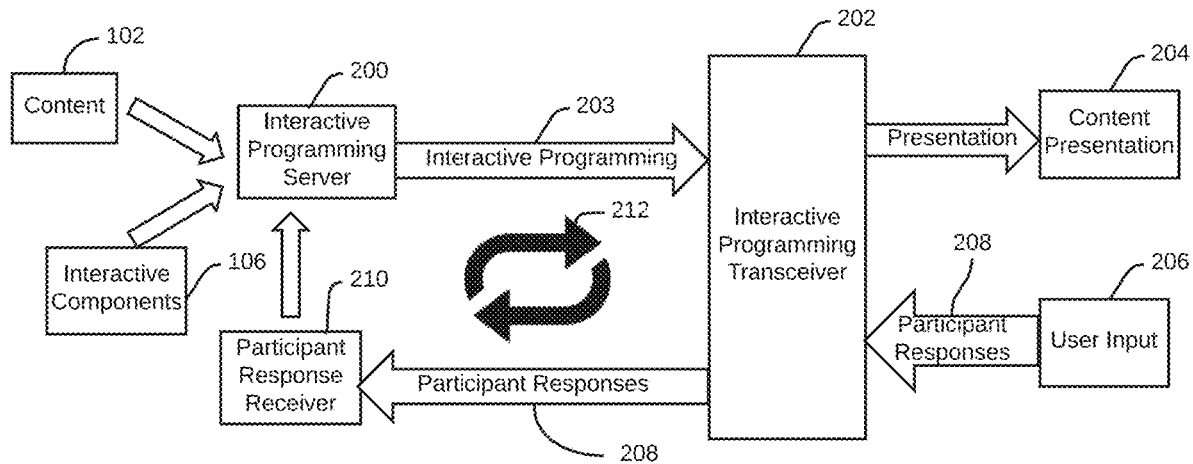 102
Content
200
Interactive
Programming
Server
203
Interactive Programming
202
204
Presentation
Content
Presentation
212
Interactive
Programming
Transceiver
106
Interactive
Components
210
Participant
Response
Receiver
Participant Responses
208
208
Participant
Responses
206
User Input